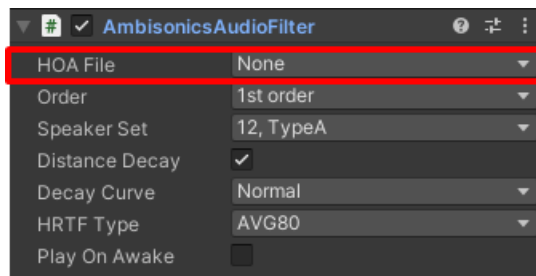 # AmbisonicsAudioFilter
HOA File None
Order 1st order
Speaker Set 12, TypeA
Distance Decay
Decay Curve Normal
HRTF Type AVG80
Play On Awake